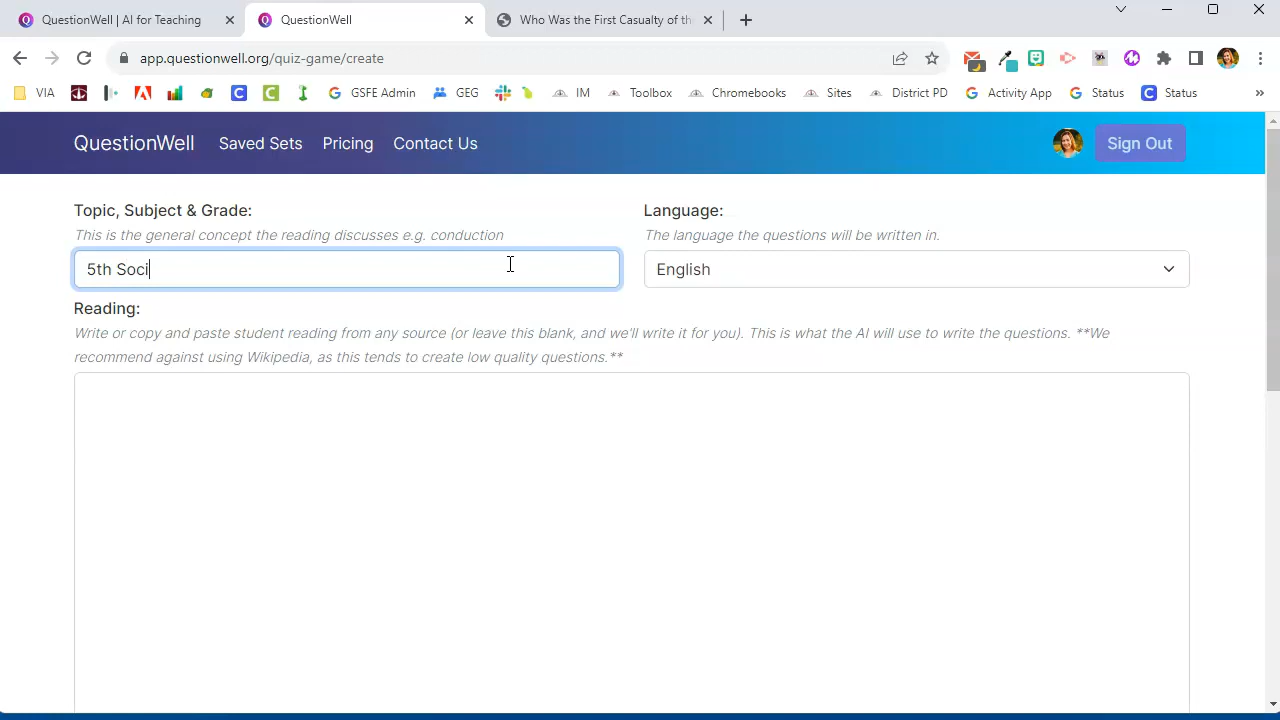 QuestionWell | AI for Teaching
QuestionWell
Who Was the First Casualty of th
app.questionwell.org/quiz-game/create
VIA
GSFE Admin
GEG
IM
Toolbox
Chromebooks
Sites
District PD
Activity App
Status
Status
QuestionWell
Saved Sets
Pricing
Contact Us
Sign Out
Topic, Subject & Grade:
This is the general concept the reading discusses e.g. conduction
5th Soci
Language:
The language the questions will be written in.
English
Reading:
Write or copy and paste student reading from any source (or leave this blank, and we'll write it for you). This is what the AI will use to write the questions. **We
recommend against using Wikipedia, as this tends to create low quality questions.**